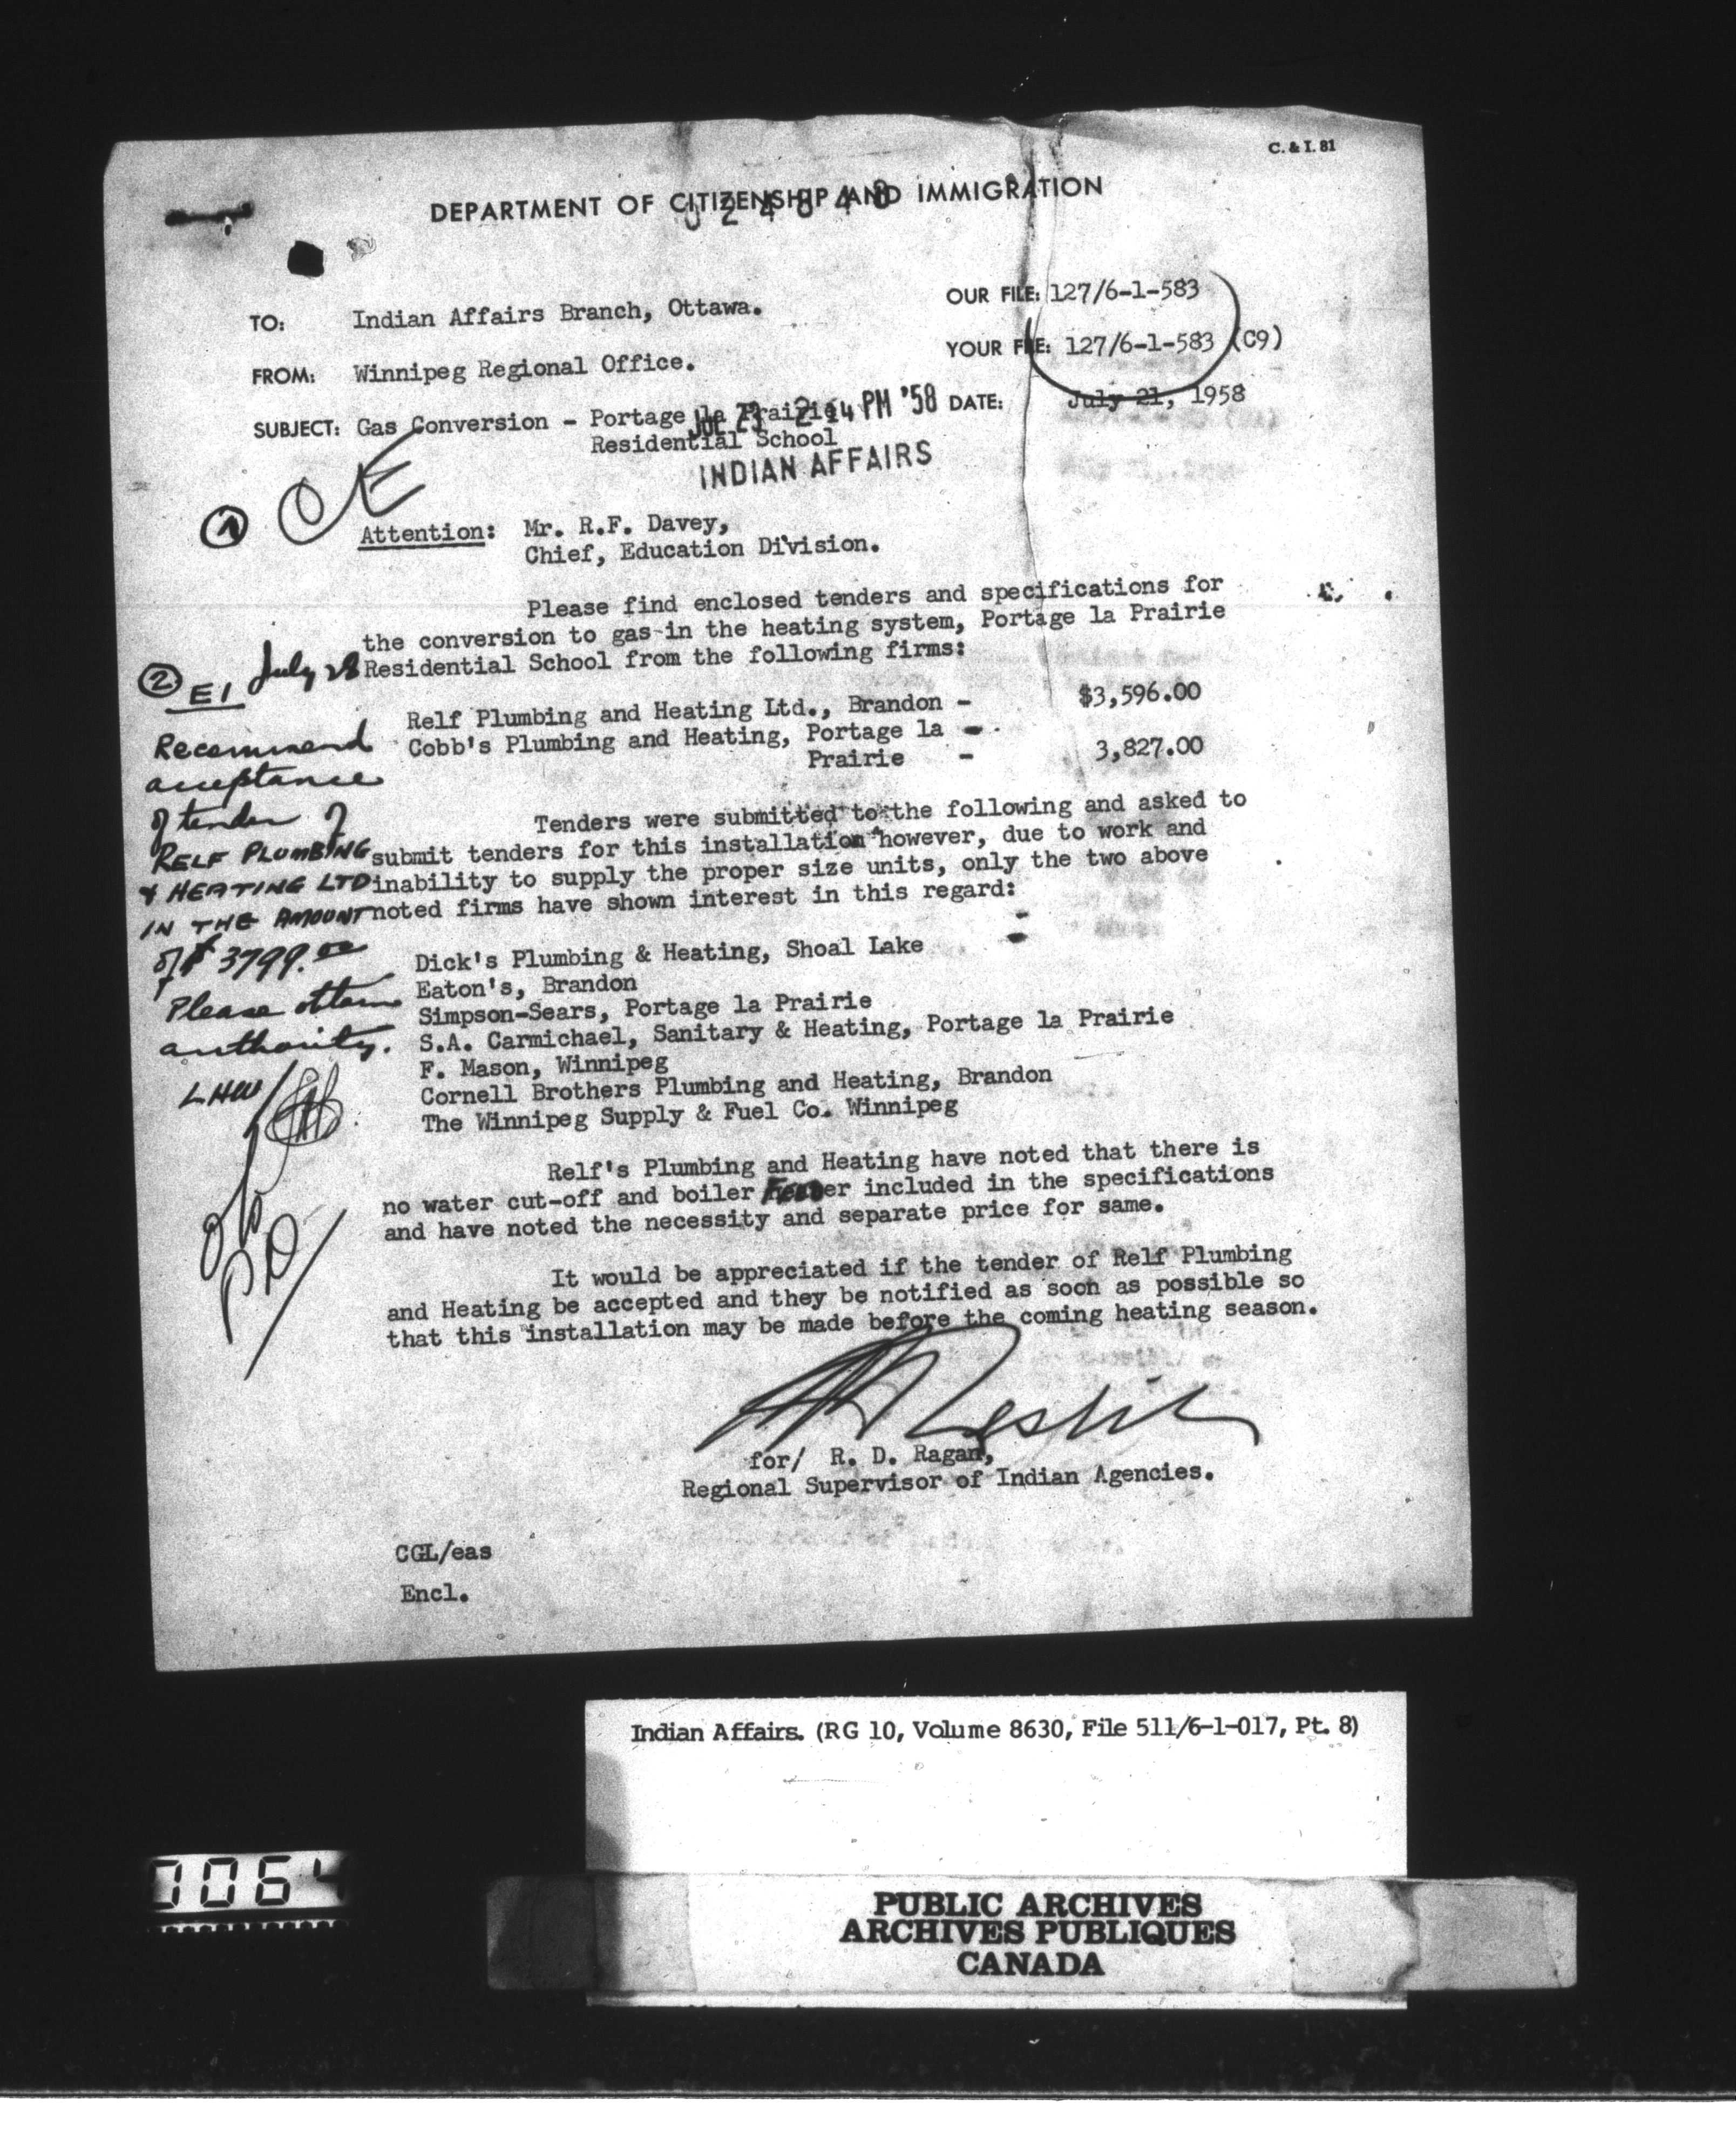 C. & I. 81
DEPARTMENT OF CITIZENSHIP AND IMMIGRATION
OUR FILE: 127/6-1-583
TO: Indian Affairs Branch, Ottawa.
YOUR FILE: 127/6-1-583 (C9)
FROM: Winnipeg Regional Office.
DATE: July 21, 1958
SUBJECT: Gas Conversion - Portage la Prairie
Residential School
JUL 23 2 14 PM '58
INDIAN AFFAIRS
1
Attention: Mr. R.F. Davey,
Chief, Education Division.
Please find enclosed tenders and specifications for
the conversion to gas in the heating system, Portage la Prairie
Residential School from the following firms:
Relf Plumbing and Heating Ltd., Brandon - $3,596.00
Cobb's Plumbing and Heating, Portage la -
Prairie - 3,827.00
Tenders were submitted to the following and asked to
submit tenders for this installation however, due to work and
inability to supply the proper size units, only the two above
noted firms have shown interest in this regard:
Dick's Plumbing & Heating, Shoal Lake
Eaton's, Brandon
Simpson-Sears, Portage la Prairie
S.A. Carmichael, Sanitary & Heating, Portage la Prairie
F. Mason, Winnipeg
Cornell Brothers Plumbing and Heating, Brandon
The Winnipeg Supply & Fuel Co. Winnipeg
Relf's Plumbing and Heating have noted that there is
no water cut-off and boiler Feeder included in the specifications
and have noted the necessity and separate price for same.
It would be appreciated if the tender of Relf Plumbing
and Heating be accepted and they be notified as soon as possible so
that this installation may be made before the coming heating season.
for/ R. D. Ragan,
Regional Supervisor of Indian Agencies.
CGL/eas
Encl.
2 E1 July 28
Recommend
acceptance
of tender of
RELF PLUMBING
& HEATING LTD
IN THE AMOUNT
of $3799.00
Please obtain
authority.
LHW
Indian Affairs. (RG 10, Volume 8630, File 511/6-1-017, Pt. 8)
0064
PUBLIC ARCHIVES
ARCHIVES PUBLIQUES
CANADA